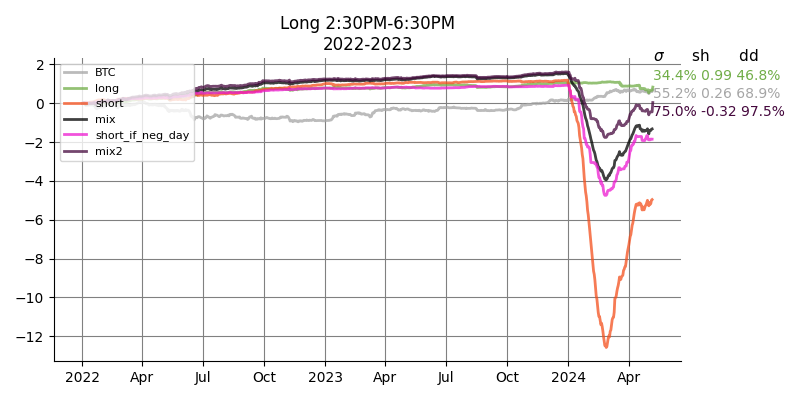 Long 2:30PM-6:30PM
2022-2023
σ sh dd
34.4% 0.99 46.8%
55.2% 0.26 68.9%
75.0% -0.32 97.5%
BTC
long
short
mix
short_if_neg_day
mix2
2
0
−2
−4
−6
−8
−10
−12
2022 Apr Jul Oct 2023 Apr Jul Oct 2024 Apr